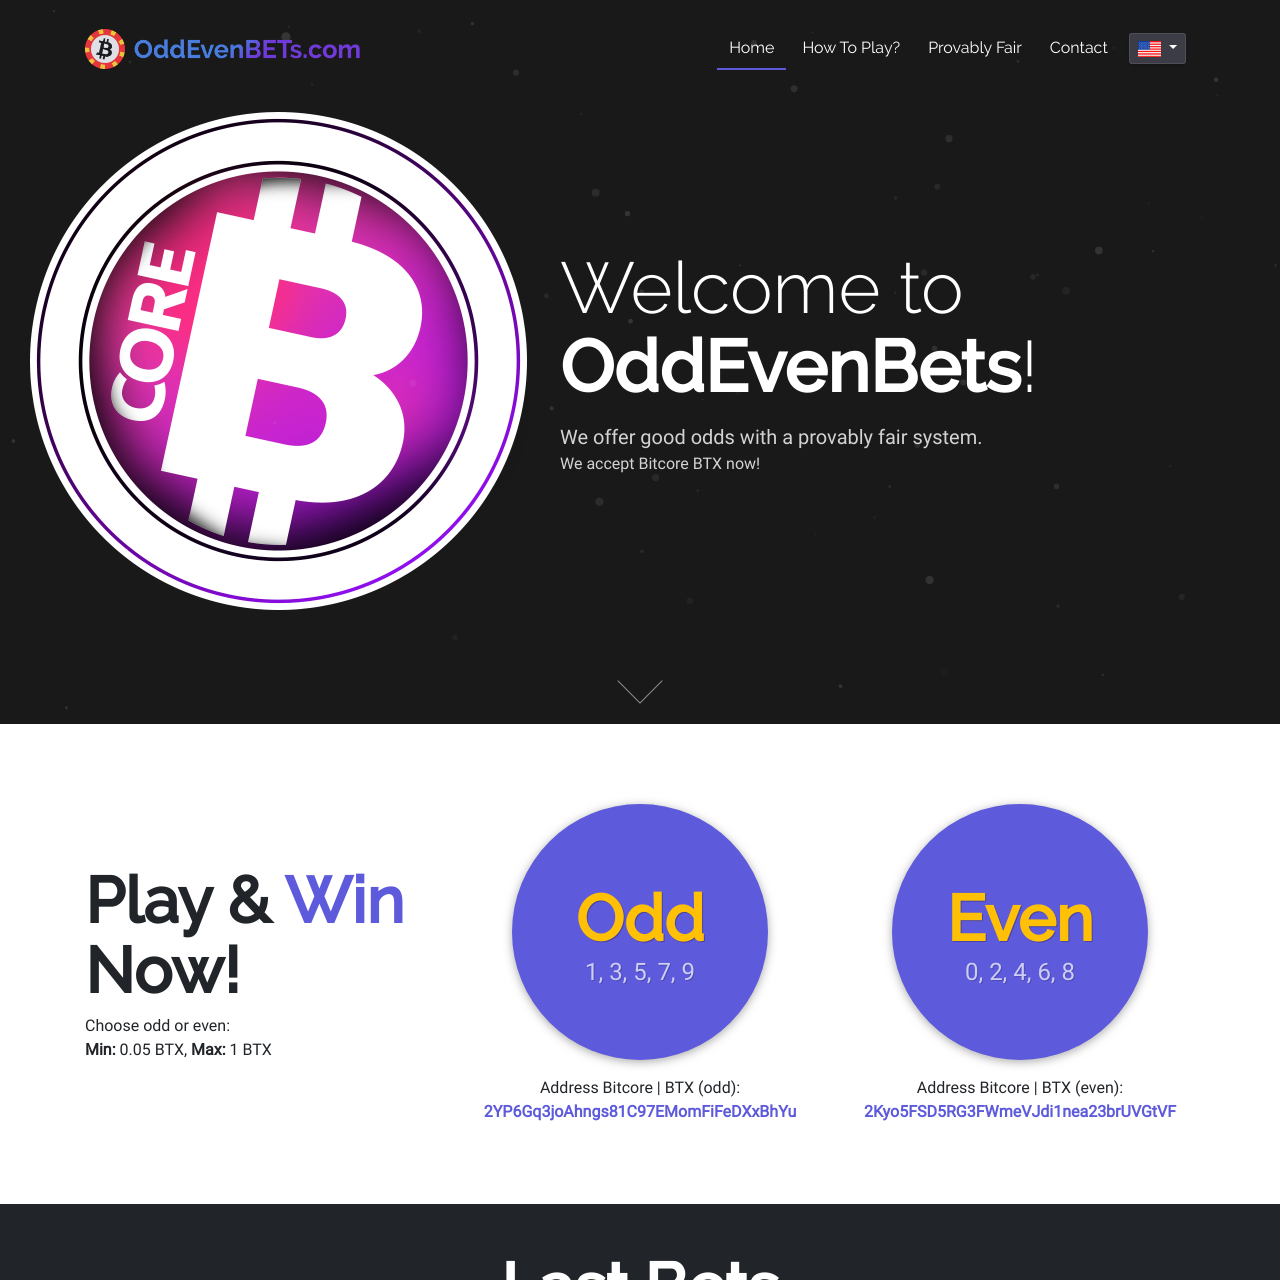 OddEvenBETs.com
Home
How To Play?
Provably Fair
Contact
CORE
Welcome to
OddEvenBets!
We offer good odds with a provably fair system.
We accept Bitcore BTX now!
Play & Win
Now!
Choose odd or even:
Min: 0.05 BTX, Max: 1 BTX
Odd
1, 3, 5, 7, 9
Address Bitcore | BTX (odd):
2YP6Gq3joAhngs81C97EMomFiFeDXxBhYu
Even
0, 2, 4, 6, 8
Address Bitcore | BTX (even):
2Kyo5FSD5RG3FWmeVJdi1nea23brUVGtVF
Last Bets